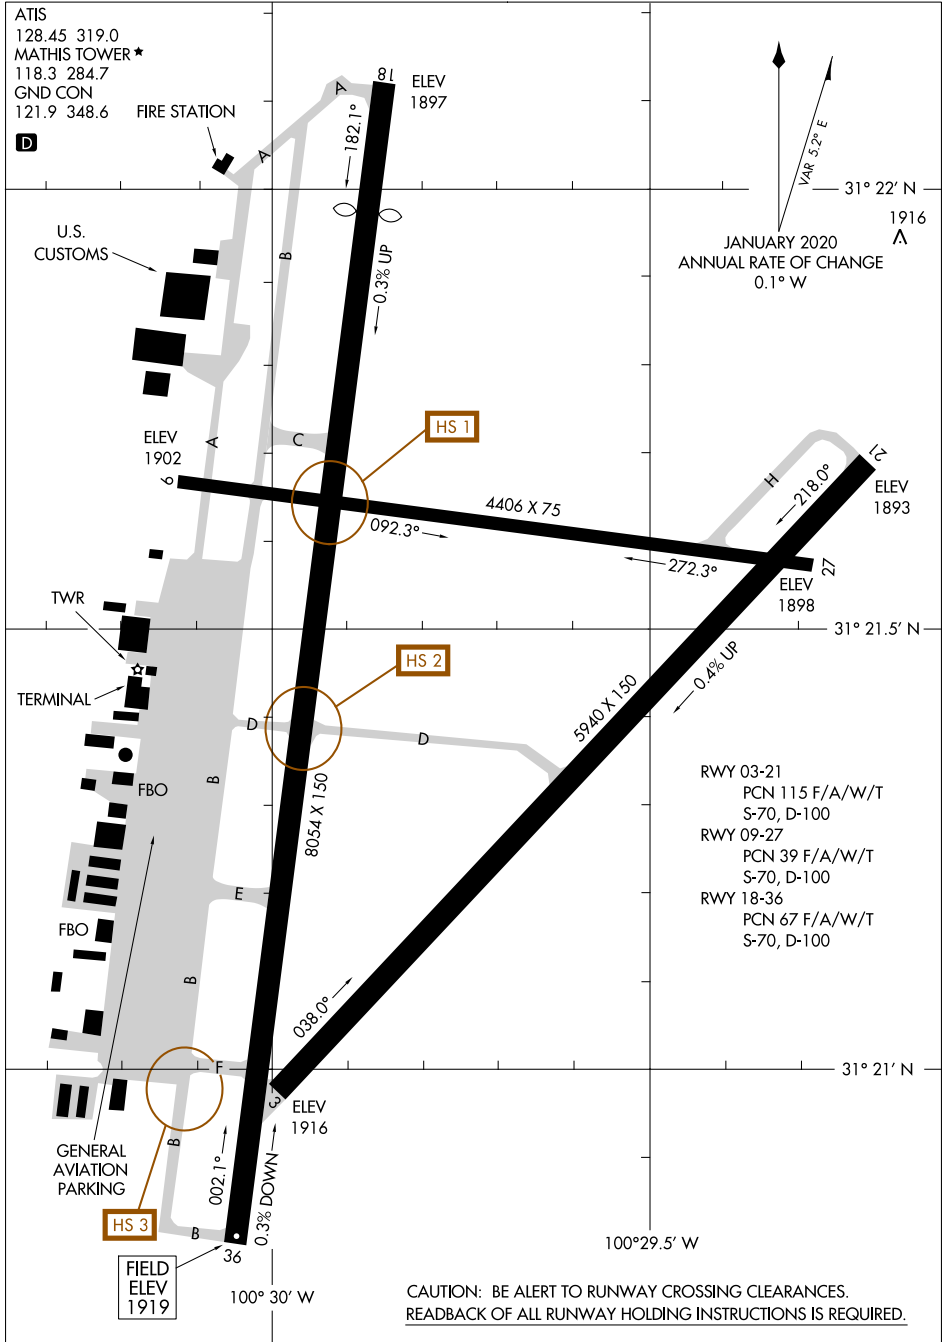 ATIS
128.45 319.0
MATHIS TOWER ★
118.3 284.7
GND CON
121.9 348.6
D
FIRE STATION
A
A
18
ELEV
1897
182.1°
VAR 5.2° E
31° 22' N
1916
JANUARY 2020
ANNUAL RATE OF CHANGE
0.1° W
U.S.
CUSTOMS
B
0.3% UP
HS 1
A
C
ELEV
1902
9
4406 X 75
092.3°
272.3°
H
218.0°
21
ELEV
1893
27
ELEV
1898
TWR
31° 21.5' N
HS 2
TERMINAL
0.4% UP
D
D
5940 X 150
B
8054 X 150
FBO
RWY 03-21
PCN 115 F/A/W/T
S-70, D-100
RWY 09-27
PCN 39 F/A/W/T
S-70, D-100
RWY 18-36
PCN 67 F/A/W/T
S-70, D-100
E
FBO
B
038.0°
F
31° 21' N
3
ELEV
1916
B
002.1°
0.3% DOWN
GENERAL
AVIATION
PARKING
HS 3
B
36
FIELD
ELEV
1919
100° 30' W
100°29.5' W
CAUTION: BE ALERT TO RUNWAY CROSSING CLEARANCES.
READBACK OF ALL RUNWAY HOLDING INSTRUCTIONS IS REQUIRED.